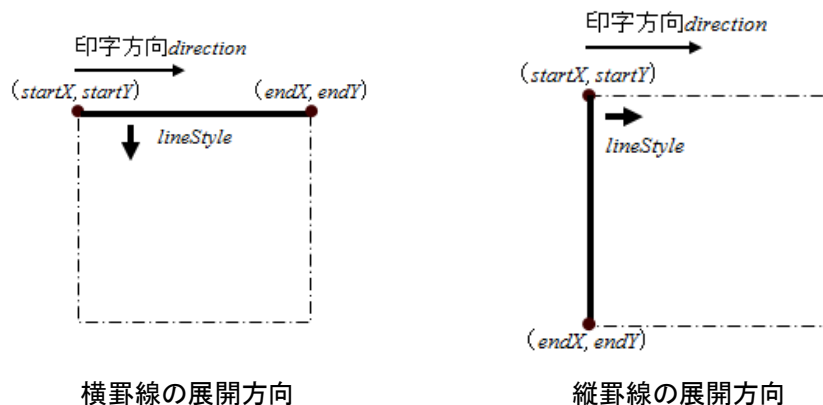 印字方向direction
(startX, startY)
(endX, endY)
lineStyle
横罫線の展開方向
印字方向direction
(startX, startY)
lineStyle
(endX, endY)
縦罫線の展開方向